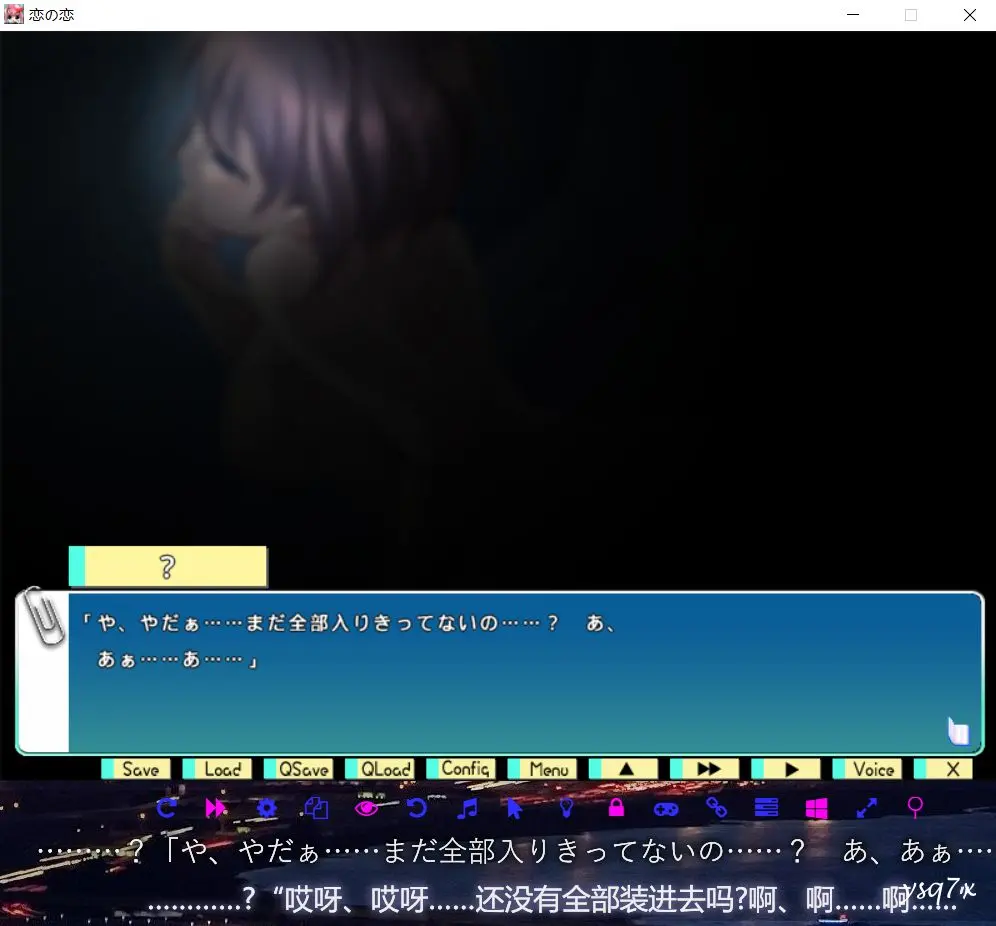 恋の恋
？
「や、やだぁ……まだ全部入りきってないの……？　あ、
あぁ……あ……」
Save Load QSave QLoad Config Menu ▲ ▶▶ ▶ Voice X
………？「や、やだぁ……まだ全部入りきってないの……？　あ、あぁ…
............?“哎呀、哎呀......还没有全部装进去吗?啊、啊......啊......
vsq7x